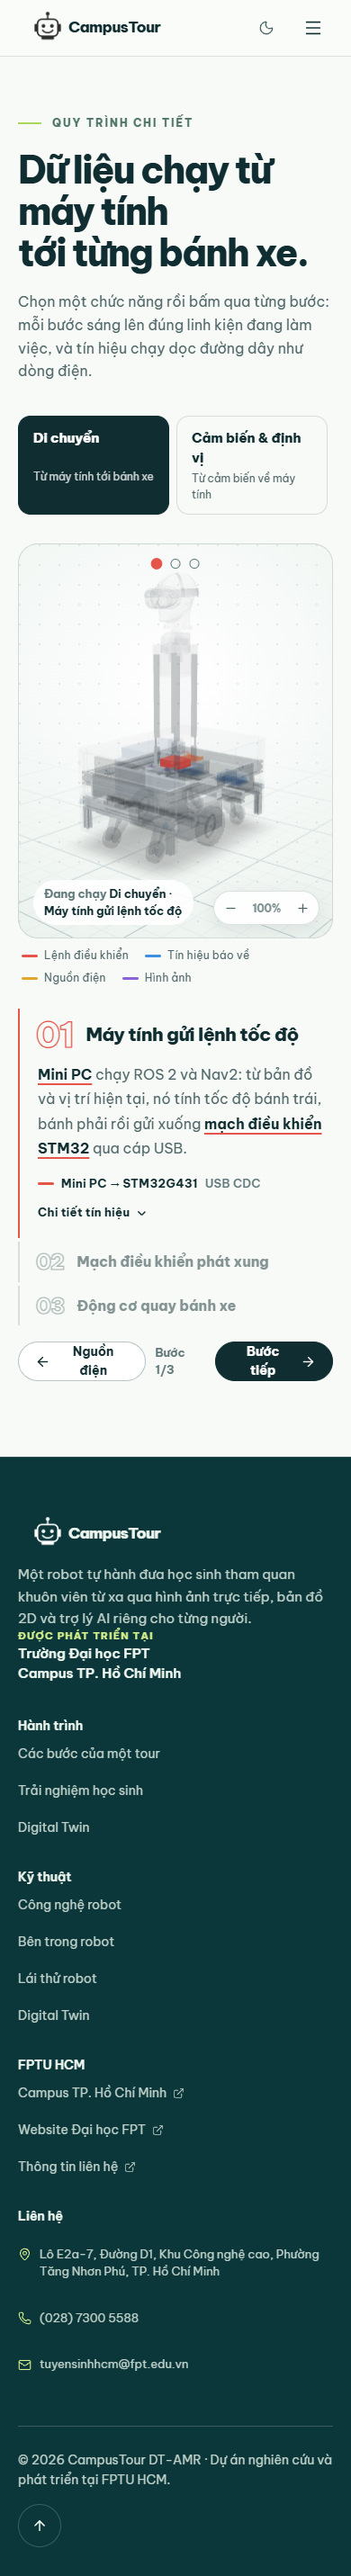 CampusTour
QUY TRÌNH CHI TIẾT
Dữ liệu chạy từ
máy tính
tới từng bánh xe.
Chọn một chức năng rồi bấm qua từng bước:
mỗi bước sáng lên đúng linh kiện đang làm
việc, và tín hiệu chạy dọc đường dây như
dòng điện.
Di chuyển
Từ máy tính tới bánh xe
Cảm biến & định
vị
Từ cảm biến về máy
tính
Đang chạy Di chuyển ·
Máy tính gửi lệnh tốc độ
− 100% +
Lệnh điều khiển
Tín hiệu báo về
Nguồn điện
Hình ảnh
01 Máy tính gửi lệnh tốc độ
Mini PC chạy ROS 2 và Nav2: từ bản đồ
và vị trí hiện tại, nó tính tốc độ bánh trái,
bánh phải rồi gửi xuống mạch điều khiển
STM32 qua cáp USB.
Mini PC → STM32G431 USB CDC
Chi tiết tín hiệu
02 Mạch điều khiển phát xung
03 Động cơ quay bánh xe
← Nguồn
điện
Bước
1/3
Bước
tiếp →
CampusTour
Một robot tự hành đưa học sinh tham quan
khuôn viên từ xa qua hình ảnh trực tiếp, bản đồ
2D và trợ lý AI riêng cho từng người.
ĐƯỢC PHÁT TRIỂN TẠI
Trường Đại học FPT
Campus TP. Hồ Chí Minh
Hành trình
Các bước của một tour
Trải nghiệm học sinh
Digital Twin
Kỹ thuật
Công nghệ robot
Bên trong robot
Lái thử robot
Digital Twin
FPTU HCM
Campus TP. Hồ Chí Minh
Website Đại học FPT
Thông tin liên hệ
Liên hệ
Lô E2a-7, Đường D1, Khu Công nghệ cao, Phường
Tăng Nhơn Phú, TP. Hồ Chí Minh
(028) 7300 5588
tuyensinhhcm@fpt.edu.vn
© 2026 CampusTour DT-AMR · Dự án nghiên cứu và
phát triển tại FPTU HCM.